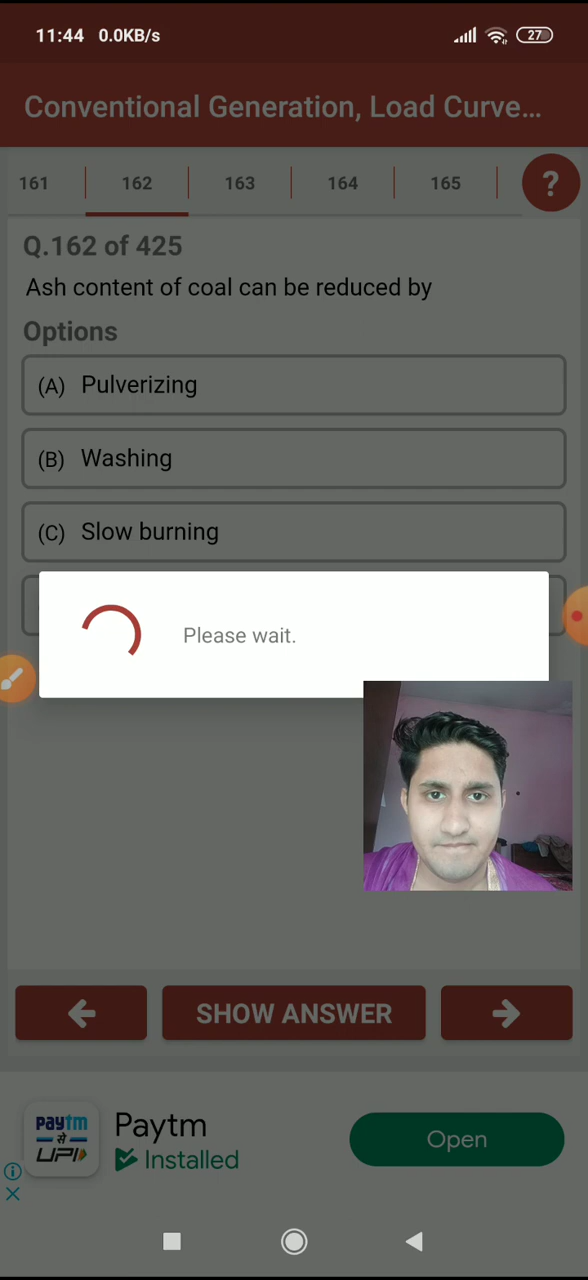 11:44 0.0KB/s 27
Conventional Generation, Load Curve...
161 162 163 164 165 ?
Q.162 of 425
Ash content of coal can be reduced by
Options
(A) Pulverizing
(B) Washing
(C) Slow burning
Please wait.
SHOW ANSWER
paytm
से
UPI
Paytm
Installed
Open